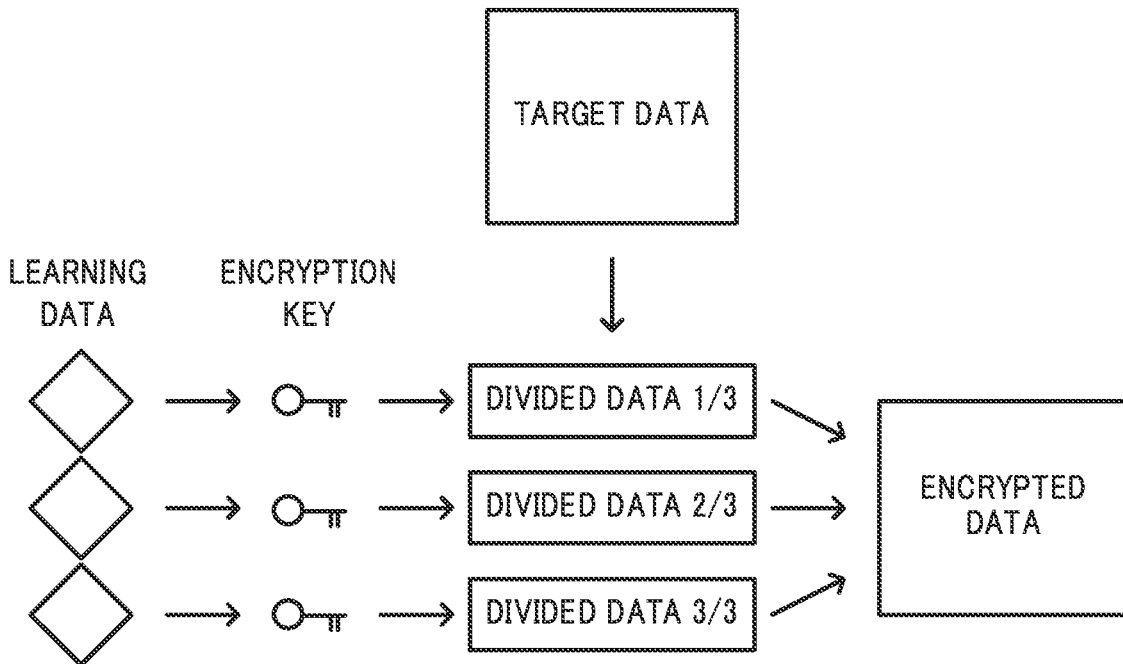 TARGET DATA
LEARNING
DATA
ENCRYPTION
KEY
DIVIDED DATA 1/3
DIVIDED DATA 2/3
DIVIDED DATA 3/3
ENCRYPTED
DATA